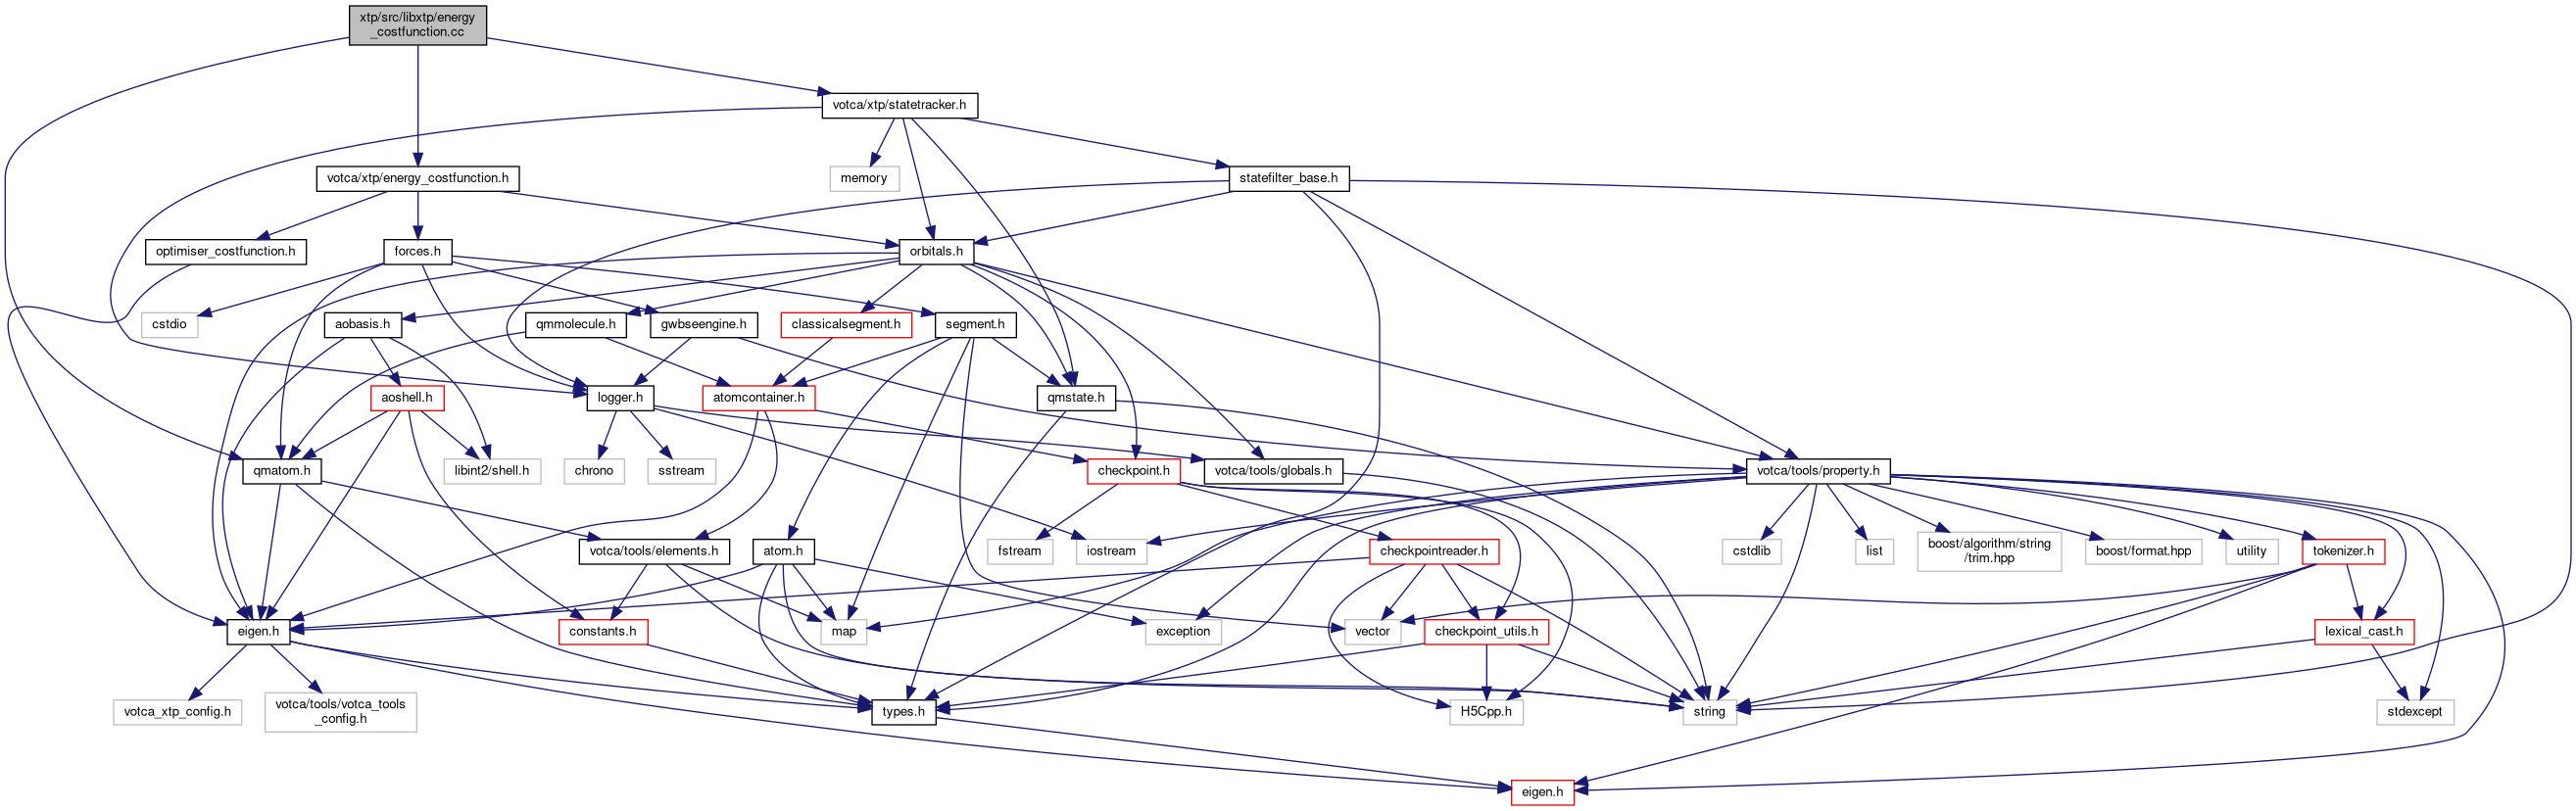 xtp/src/libxtp/energy
_costfunction.cc
votca/xtp/statetracker.h
votca/xtp/energy_costfunction.h
memory
statefilter_base.h
optimiser_costfunction.h
forces.h
orbitals.h
cstdio
aobasis.h
qmmolecule.h
gwbseengine.h
classicalsegment.h
segment.h
aoshell.h
logger.h
atomcontainer.h
qmstate.h
qmatom.h
libint2/shell.h
chrono
sstream
checkpoint.h
votca/tools/globals.h
votca/tools/property.h
votca/tools/elements.h
atom.h
fstream
iostream
checkpointreader.h
cstdlib
list
boost/algorithm/string
/trim.hpp
boost/format.hpp
utility
tokenizer.h
eigen.h
constants.h
map
exception
vector
checkpoint_utils.h
lexical_cast.h
votca_xtp_config.h
votca/tools/votca_tools
_config.h
types.h
H5Cpp.h
string
stdexcept
eigen.h